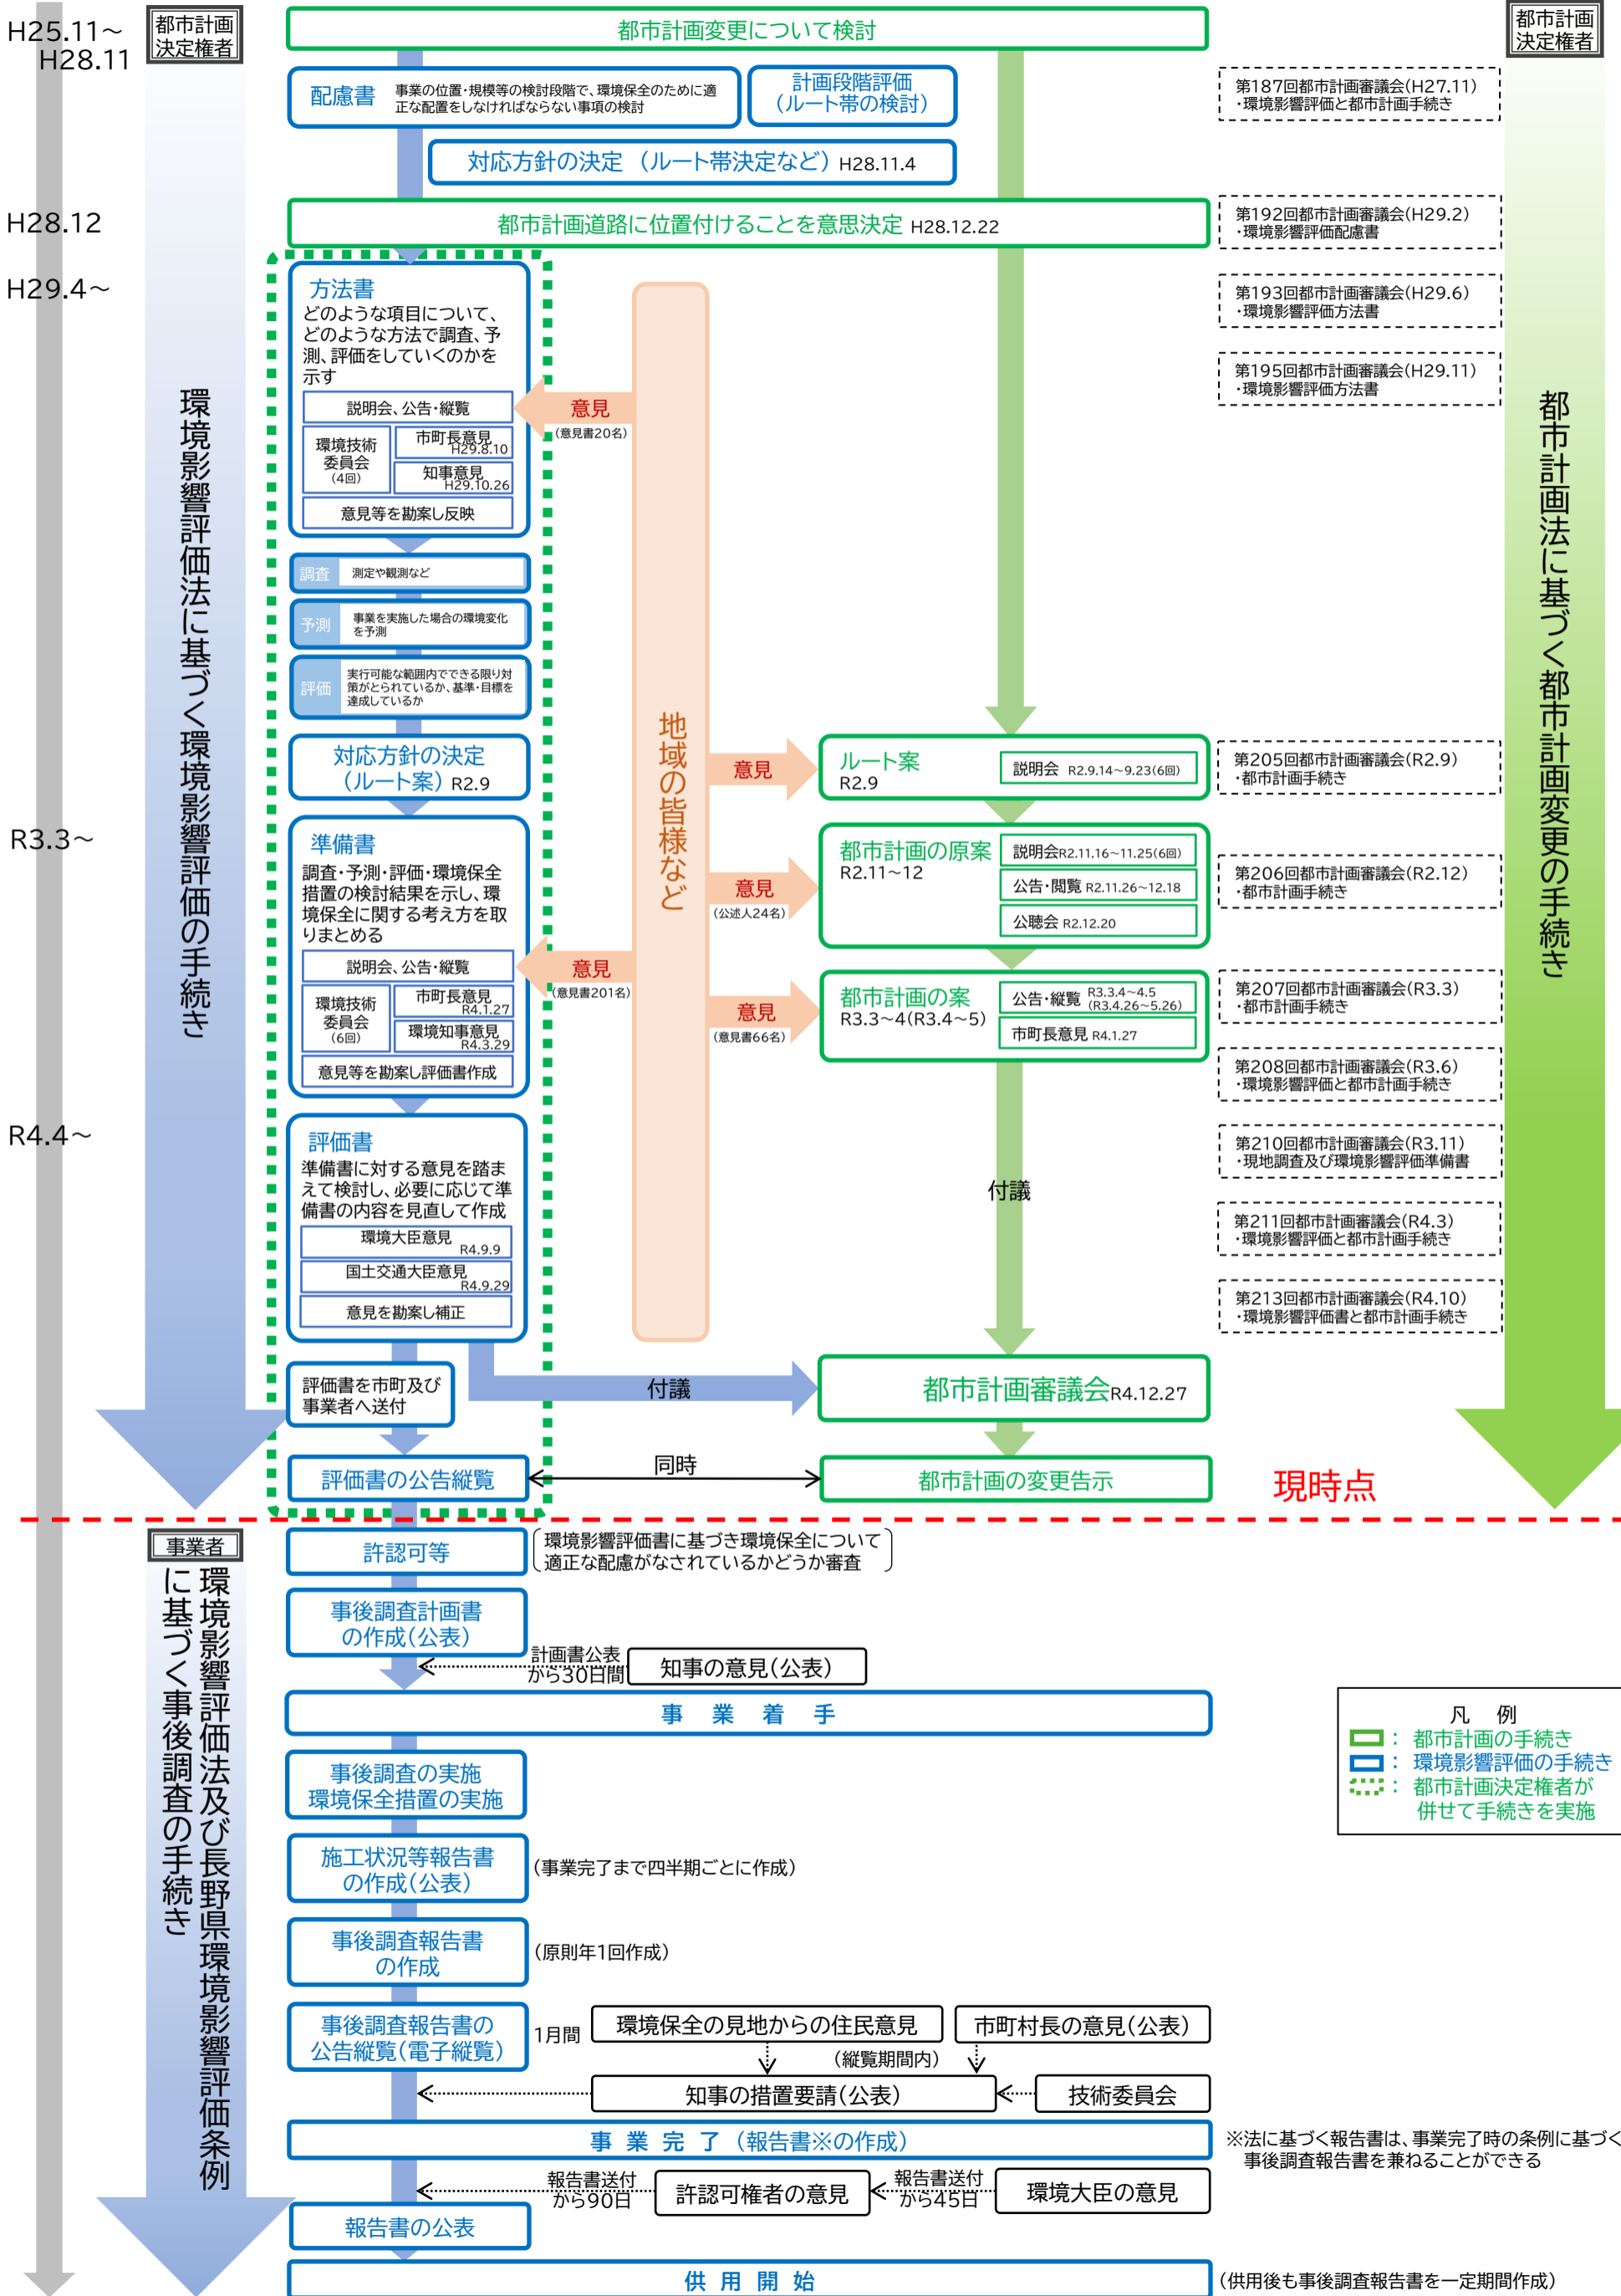 H25.11～
H28.11
都市計画
決定権者
都市計画変更について検討
都市計画
決定権者
配慮書
事業の位置・規模等の検討段階で、環境保全のために適
正な配置をしなければならない事項の検討
計画段階評価
（ルート帯の検討）
第187回都市計画審議会(H27.11)
・環境影響評価と都市計画手続き
対応方針の決定 （ルート帯決定など） H28.11.4
H28.12
都市計画道路に位置付けることを意思決定 H28.12.22
第192回都市計画審議会(H29.2)
・環境影響評価配慮書
H29.4～
方法書
どのような項目について、
どのような方法で調査、予
測、評価をしていくのかを
示す
説明会、公告・縦覧
環境技術
委員会
(4回)
市町長意見
H29.8.10
知事意見
H29.10.26
意見等を勘案し反映
意見
(意見書20名)
第193回都市計画審議会(H29.6)
・環境影響評価方法書
第195回都市計画審議会(H29.11)
・環境影響評価方法書
環境影響評価法に基づく環境影響評価の手続き
都市計画法に基づく都市計画変更の手続き
地域の皆様など
調査
測定や観測など
予測
事業を実施した場合の環境変化
を予測
評価
実行可能な範囲内でできる限り対
策がとられているか、基準・目標を
達成しているか
対応方針の決定
（ルート案） R2.9
意見
ルート案
R2.9
説明会 R2.9.14～9.23(6回)
第205回都市計画審議会(R2.9)
・都市計画手続き
R3.3～
準備書
調査・予測・評価・環境保全
措置の検討結果を示し、環
境保全に関する考え方を取
りまとめる
説明会、公告・縦覧
環境技術
委員会
(6回)
市町長意見
R4.1.27
環境知事意見
R4.3.29
意見等を勘案し評価書作成
意見
(意見書201名)
意見
(公述人24名)
都市計画の原案
R2.11～12
説明会R2.11.16～11.25(6回)
公告・閲覧 R2.11.26～12.18
公聴会 R2.12.20
第206回都市計画審議会(R2.12)
・都市計画手続き
意見
(意見書66名)
都市計画の案
R3.3～4(R3.4～5)
公告・縦覧 R3.3.4～4.5
(R3.4.26～5.26)
市町長意見 R4.1.27
第207回都市計画審議会(R3.3)
・都市計画手続き
第208回都市計画審議会(R3.6)
・環境影響評価と都市計画手続き
R4.4～
評価書
準備書に対する意見を踏ま
えて検討し、必要に応じて準
備書の内容を見直して作成
環境大臣意見
R4.9.9
国土交通大臣意見
R4.9.29
意見を勘案し補正
付議
第210回都市計画審議会(R3.11)
・現地調査及び環境影響評価準備書
第211回都市計画審議会(R4.3)
・環境影響評価と都市計画手続き
第213回都市計画審議会(R4.10)
・環境影響評価書と都市計画手続き
評価書を市町及び
事業者へ送付
付議
都市計画審議会R4.12.27
評価書の公告縦覧
同時
都市計画の変更告示
現時点
事業者
環境影響評価法及び長野県環境影響評価条例
に基づく事後調査の手続き
許認可等
環境影響評価書に基づき環境保全について
適正な配慮がなされているかどうか審査
事後調査計画書
の作成(公表)
計画書公表
から30日間
知事の意見(公表)
事 業 着 手
凡 例
： 都市計画の手続き
： 環境影響評価の手続き
： 都市計画決定権者が
併せて手続きを実施
事後調査の実施
環境保全措置の実施
施工状況等報告書
の作成(公表)
(事業完了まで四半期ごとに作成)
事後調査報告書
の作成
(原則年1回作成)
事後調査報告書の
公告縦覧(電子縦覧)
1月間
環境保全の見地からの住民意見
市町村長の意見(公表)
(縦覧期間内)
知事の措置要請(公表)
技術委員会
事 業 完 了 (報告書※の作成)
※法に基づく報告書は、事業完了時の条例に基づく
事後調査報告書を兼ねることができる
報告書送付
から90日
許認可権者の意見
報告書送付
から45日
環境大臣の意見
報告書の公表
供 用 開 始
(供用後も事後調査報告書を一定期間作成)